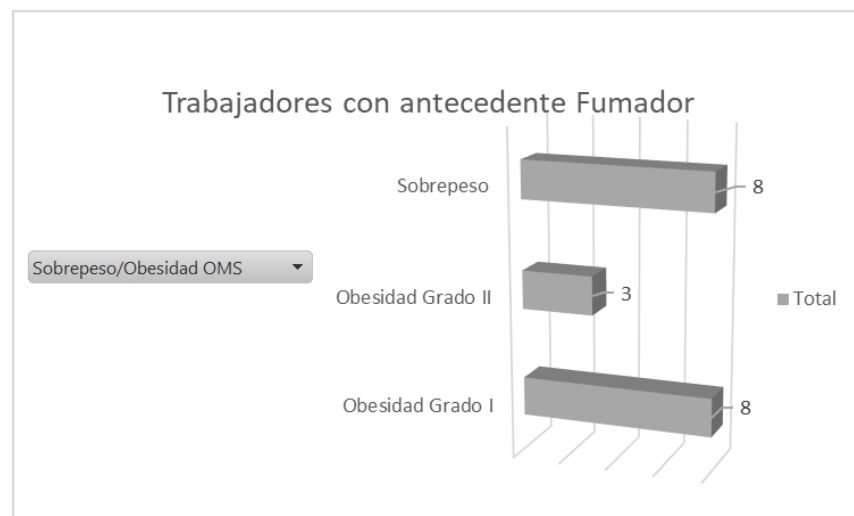 Trabajadores con antecedente Fumador
Sobrepeso
8
Sobrepeso/Obesidad OMS
Obesidad Grado II
3
Total
Obesidad Grado I
8